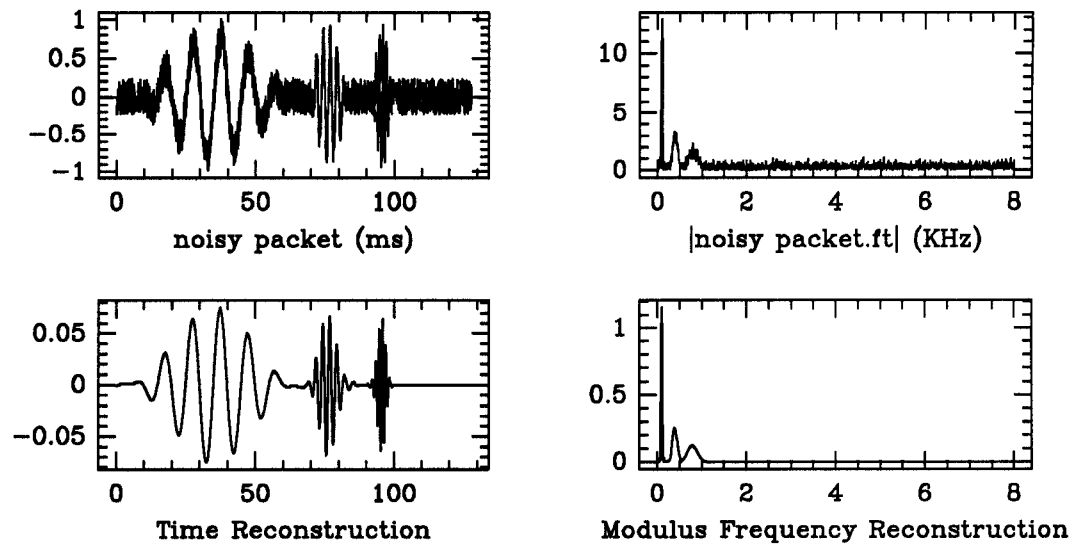 1
0.5
0
−0.5
−1
0 50 100
noisy packet (ms)
10
5
0
0 2 4 6 8
|noisy packet.ft| (KHz)
0.05
0
−0.05
0 50 100
Time Reconstruction
1
0.5
0
0 2 4 6 8
Modulus Frequency Reconstruction